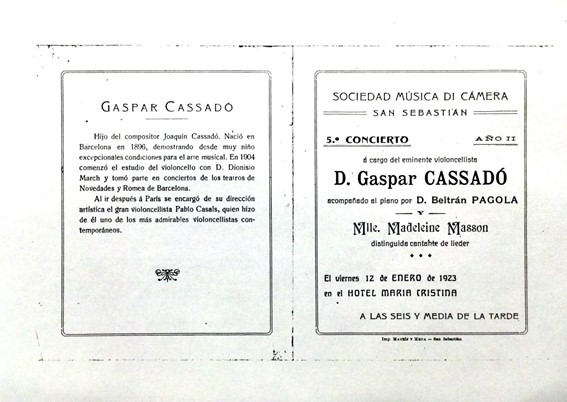 GASPAR CASSADÓ
Hijo del compositor Joaquín Cassadó. Nació en
Barcelona en 1896, demostrando desde muy niño
excepcionales condiciones para el arte musical. En 1904
comenzó el estudio del violoncello con D. Dionisio
March y tomó parte en conciertos de los teatros de
Novedades y Romea de Barcelona.
Al ir después á París se encargó de su dirección
artística el gran violoncellista Pablo Casals, quien hizo
de él uno de los más admirables violoncellistas con-
temporáneos.
SOCIEDAD MÚSICA DI CÁMERA
SAN SEBASTIÁN
5.º CONCIERTO AÑO II
á cargo del eminente violoncellista
D. Gaspar CASSADÓ
acompañado al piano por D. Beltrán PAGOLA
Y
Mlle. Madeleine Masson
distinguida cantante de lieder
El viernes 12 de ENERO de 1923
en el HOTEL MARIA CRISTINA
A LAS SEIS Y MEDIA DE LA TARDE
Imp. MARTÍN Y MENA — San Sebastián